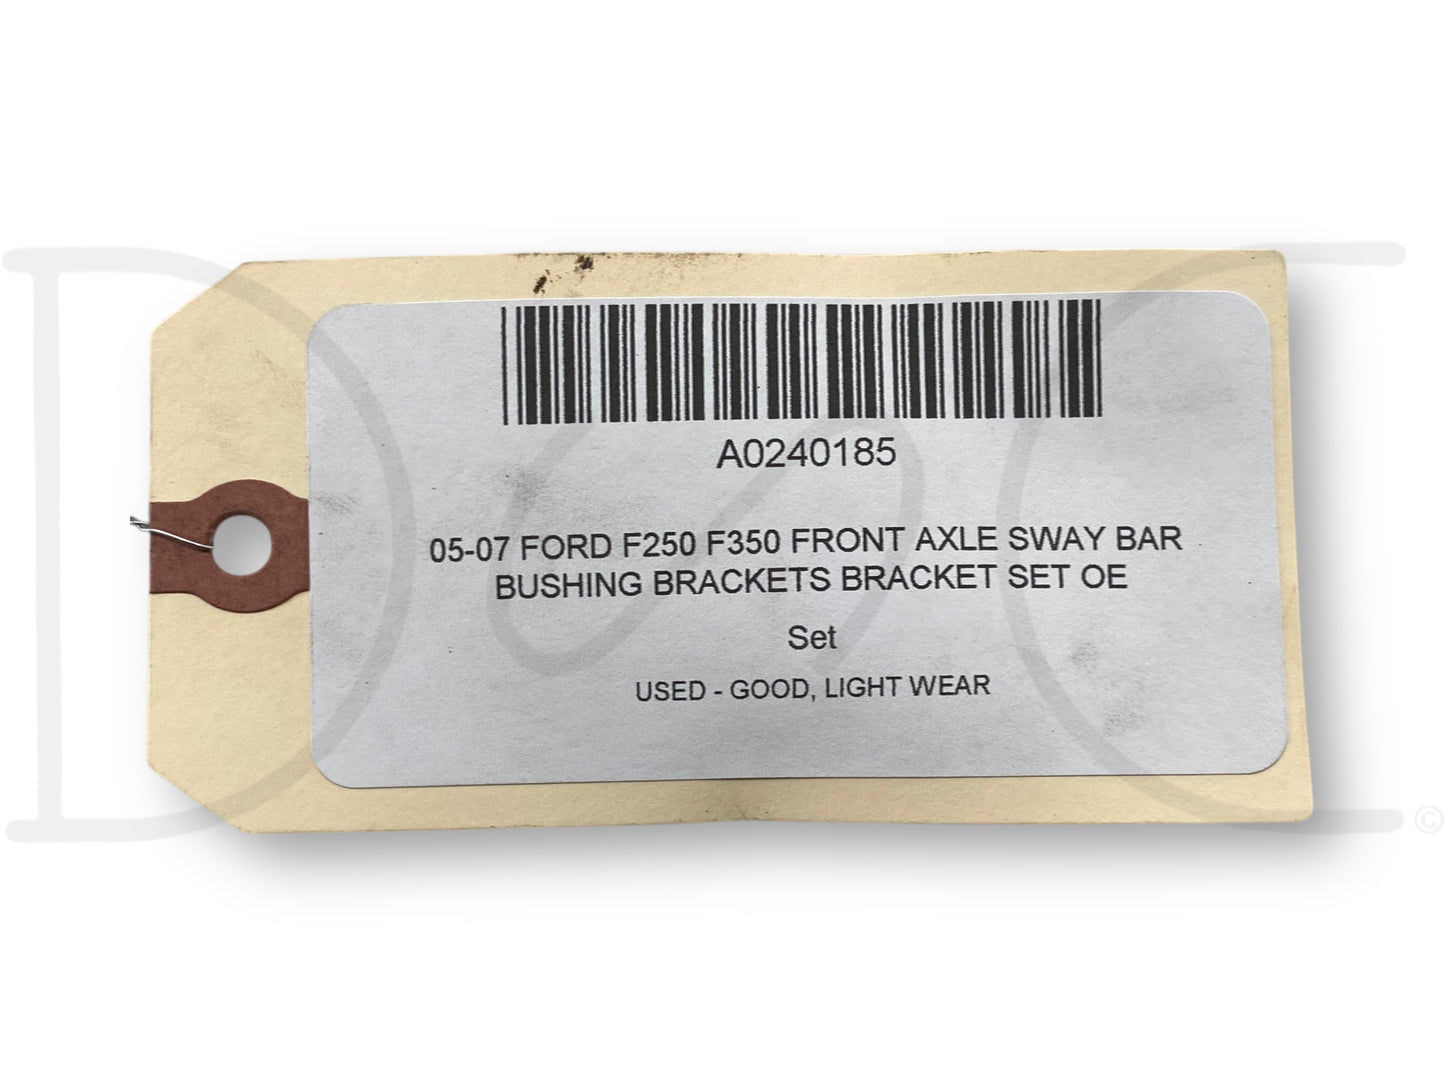 A0240185
05-07 FORD F250 F350 FRONT AXLE SWAY BAR
BUSHING BRACKETS BRACKET SET OE
Set
USED - GOOD, LIGHT WEAR
©